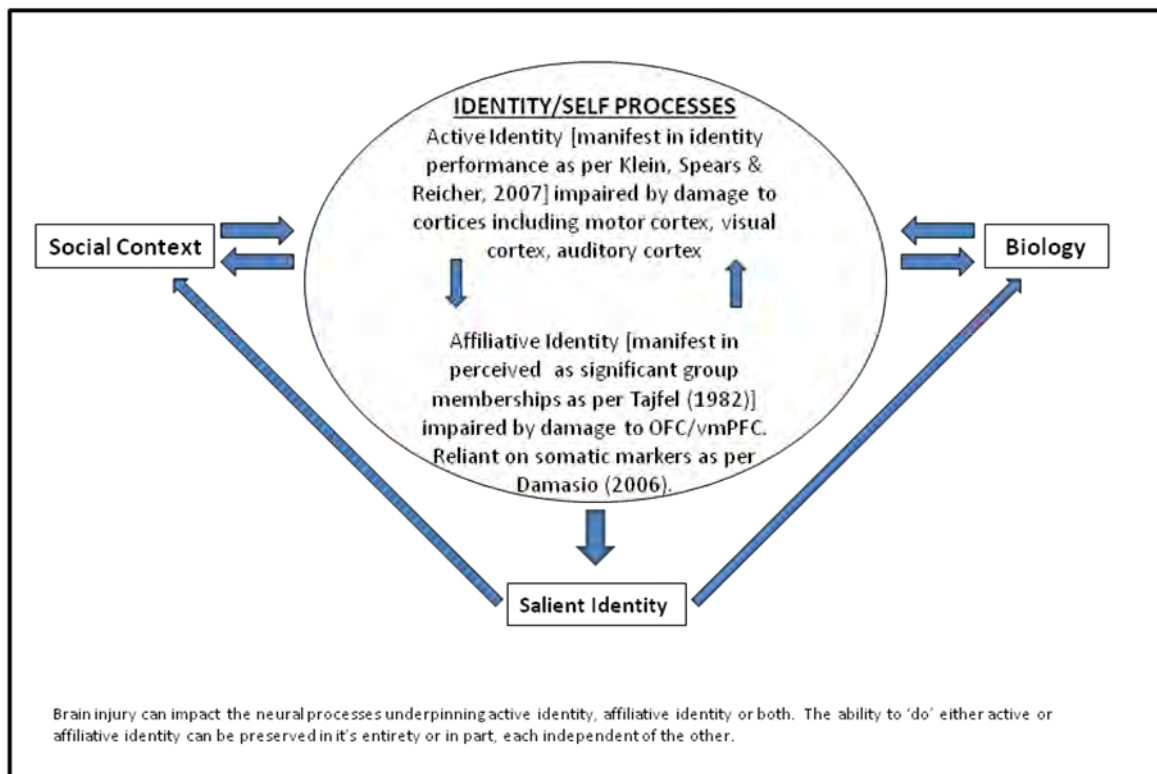 IDENTITY/SELF PROCESSES
Active Identity [manifest in identity
performance as per Klein, Spears &
Reicher, 2007] impaired by damage to
cortices including motor cortex, visual
cortex, auditory cortex
Social Context
Biology
Affiliative Identity [manifest in
perceived as significant group
memberships as per Tajfel (1982)]
impaired by damage to OFC/vmPFC.
Reliant on somatic markers as per
Damasio (2006).
Salient Identity
Brain injury can impact the neural processes underpinning active identity, affiliative identity or both. The ability to ‘do’ either active or
affiliative identity can be preserved in it’s entirety or in part, each independent of the other.